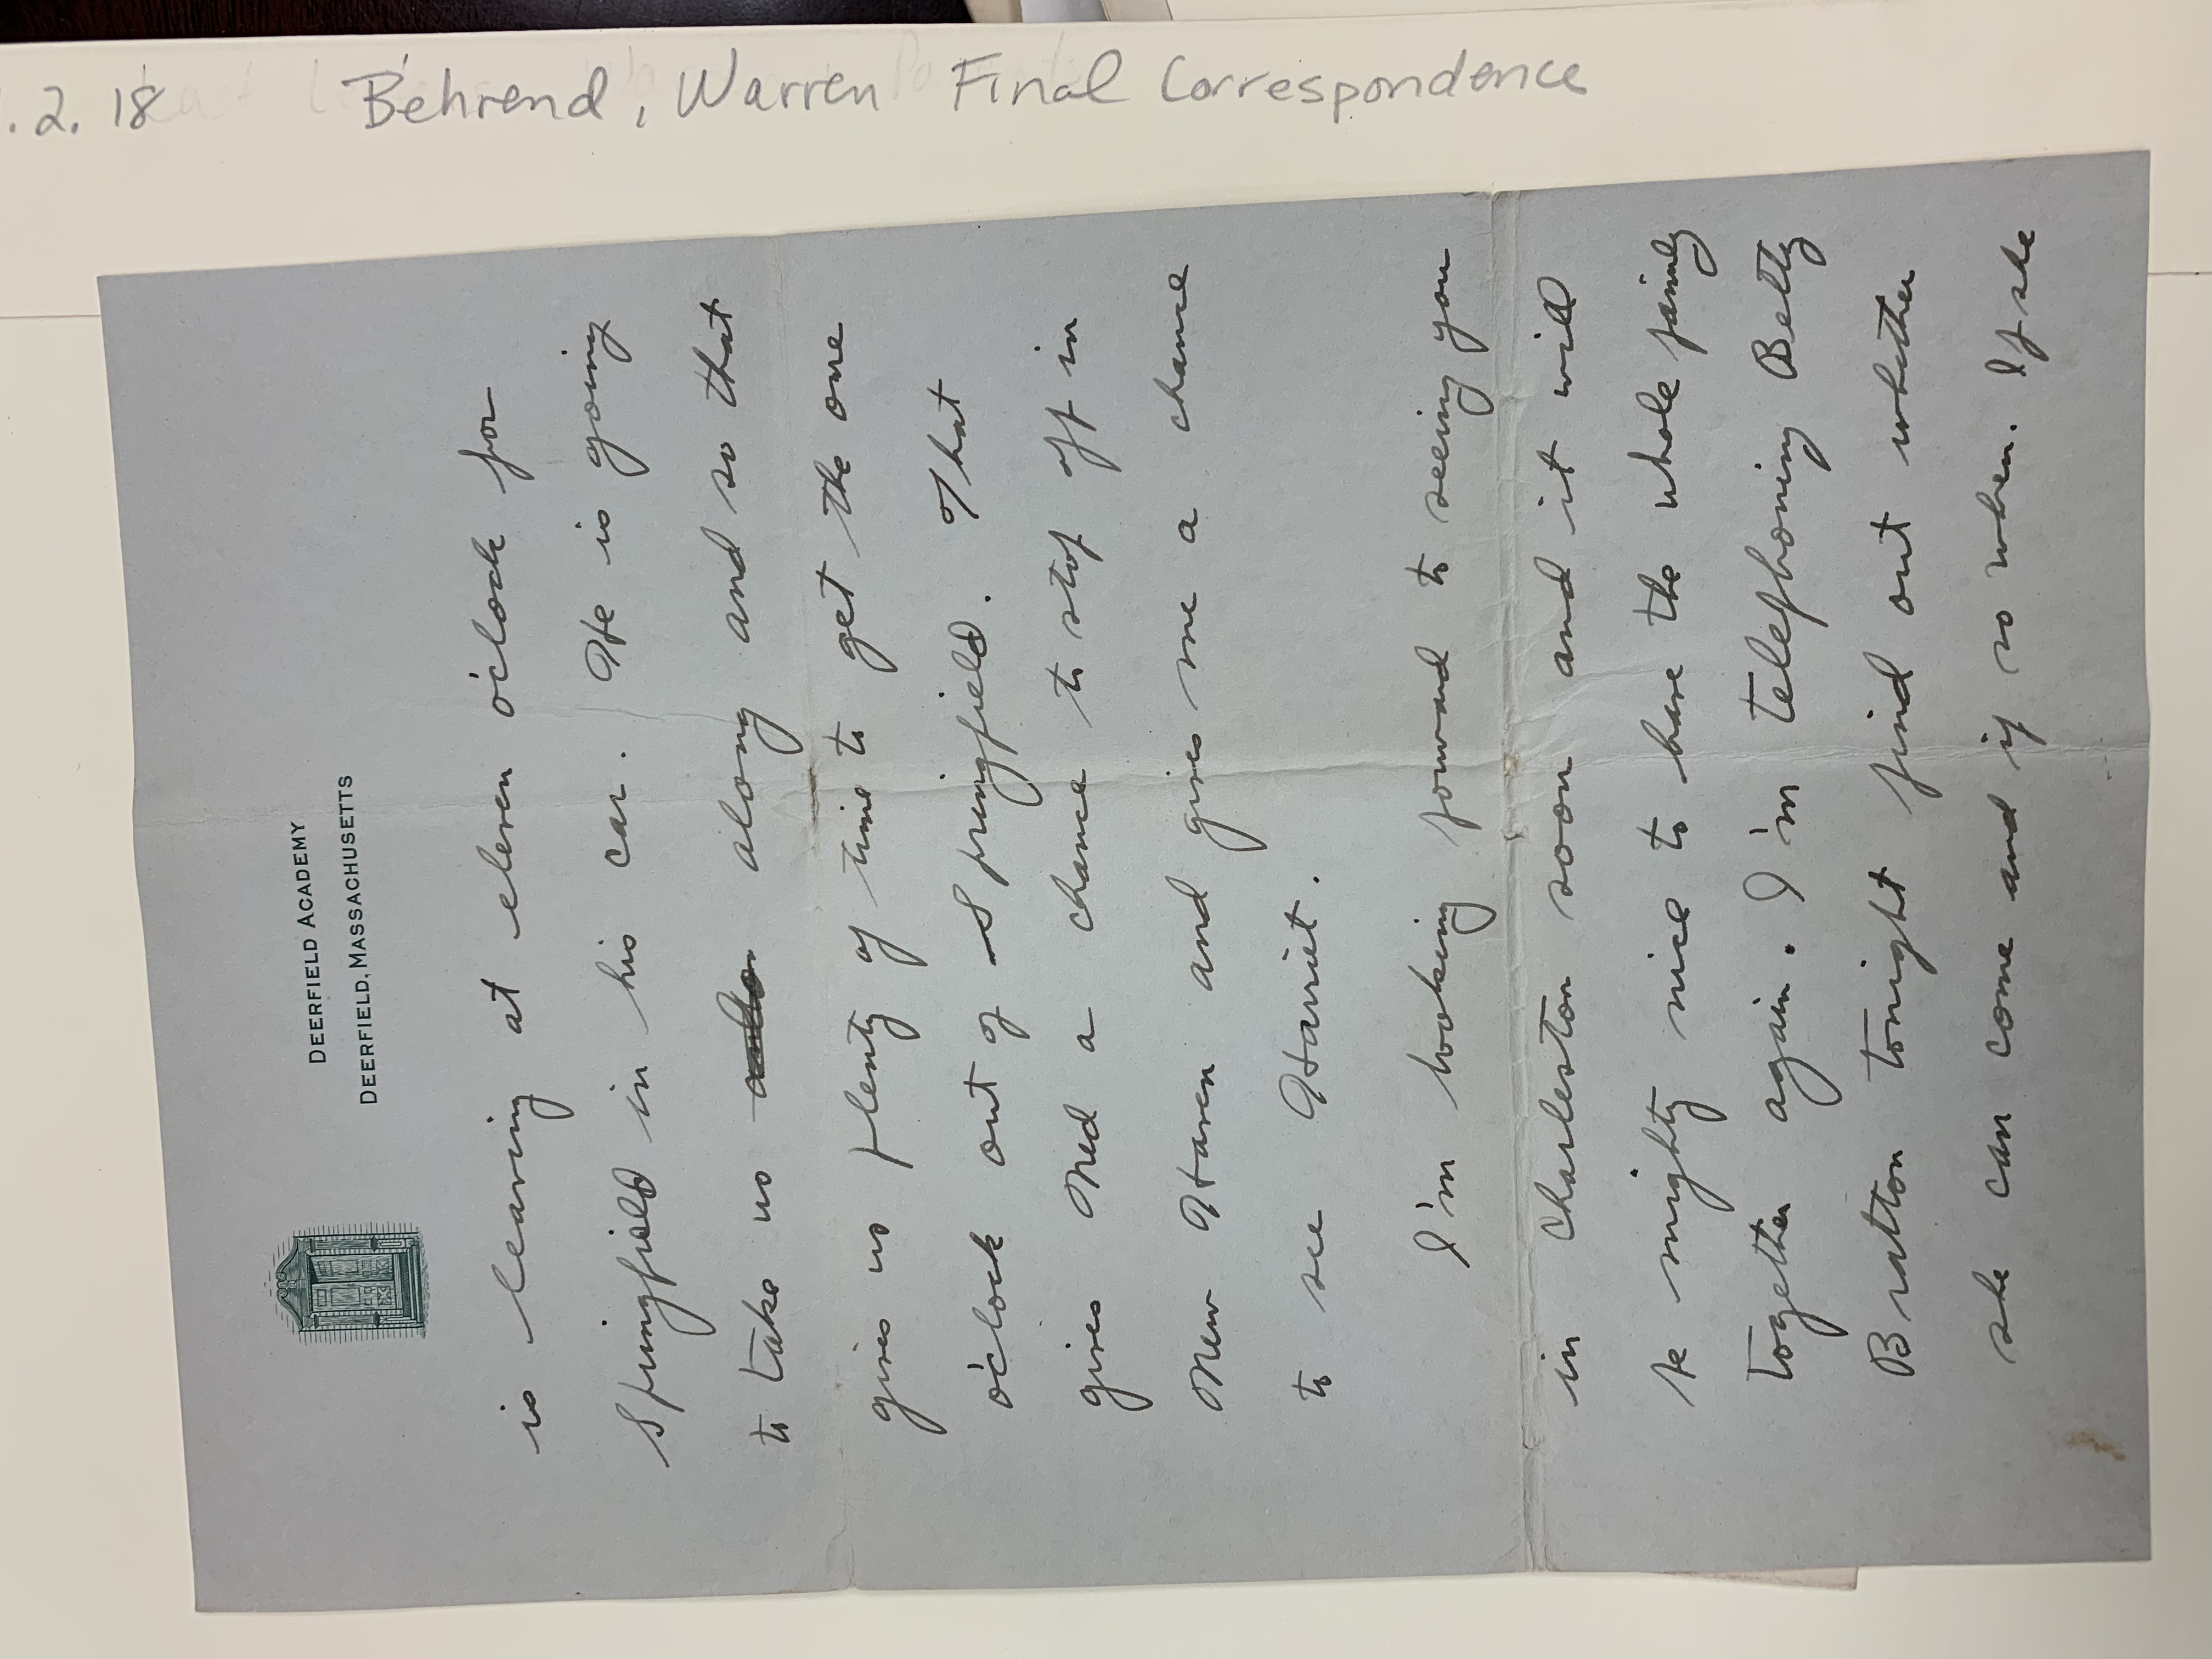 DEERFIELD ACADEMY
DEERFIELD, MASSACHUSETTS
is leaving at eleven o'clock for
Springfield in his car. He is going
to take us along and so that
gives us plenty of time to get the one
o'clock out of Springfield. That
gives Ned a chance to stop off in
New Haven and gives me a chance
to see Harriet.
I'm looking forward to seeing you
in Charleston soon and it will
be mighty nice to have the whole family
together again. I'm telephoning Betty
Bratton tonight find out whether
she can come and if so when. If she
.2.18 Behrend, Warren Final Correspondence